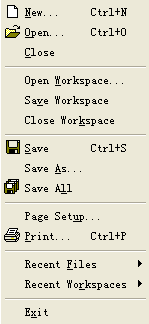 New... Ctrl+N
Open... Ctrl+O
Close
Open Workspace...
Save Workspace
Close Workspace
Save Ctrl+S
Save As...
Save All
Page Setup...
Print... Ctrl+P
Recent Files
Recent Workspaces
Exit